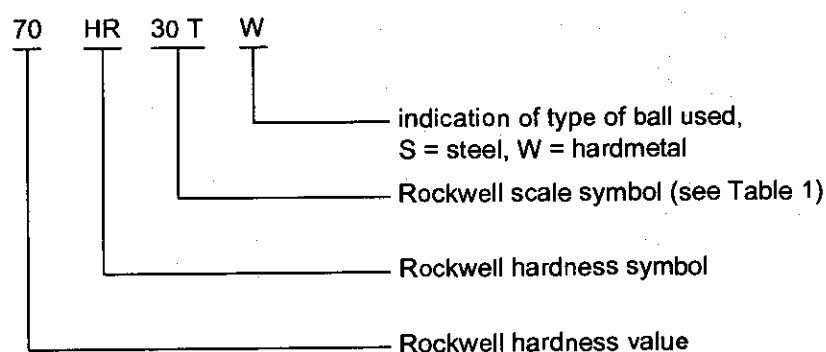 70 HR 30 T W
indication of type of ball used,
S = steel, W = hardmetal
Rockwell scale symbol (see Table 1)
Rockwell hardness symbol
Rockwell hardness value